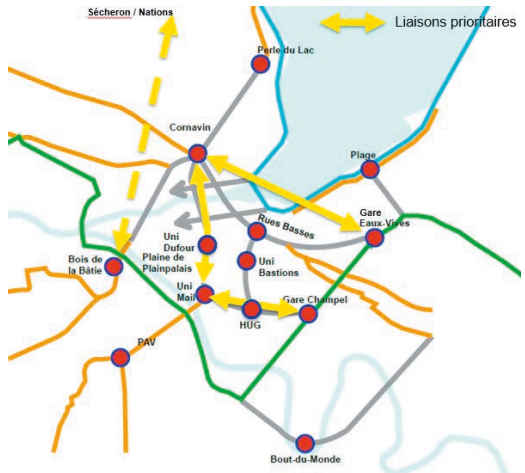 Sécheron / Nations
Liaisons prioritaires
Perle du Lac
Cornavin
Plage
Gare
Eaux-Vives
Rues Basses
Uni
Dufour
Plaine de
Plainpalais
Bois de
la Bâtie
Uni
Bastions
Uni
Mail
Gare Champel
HUG
PAV
Bout-du-Monde